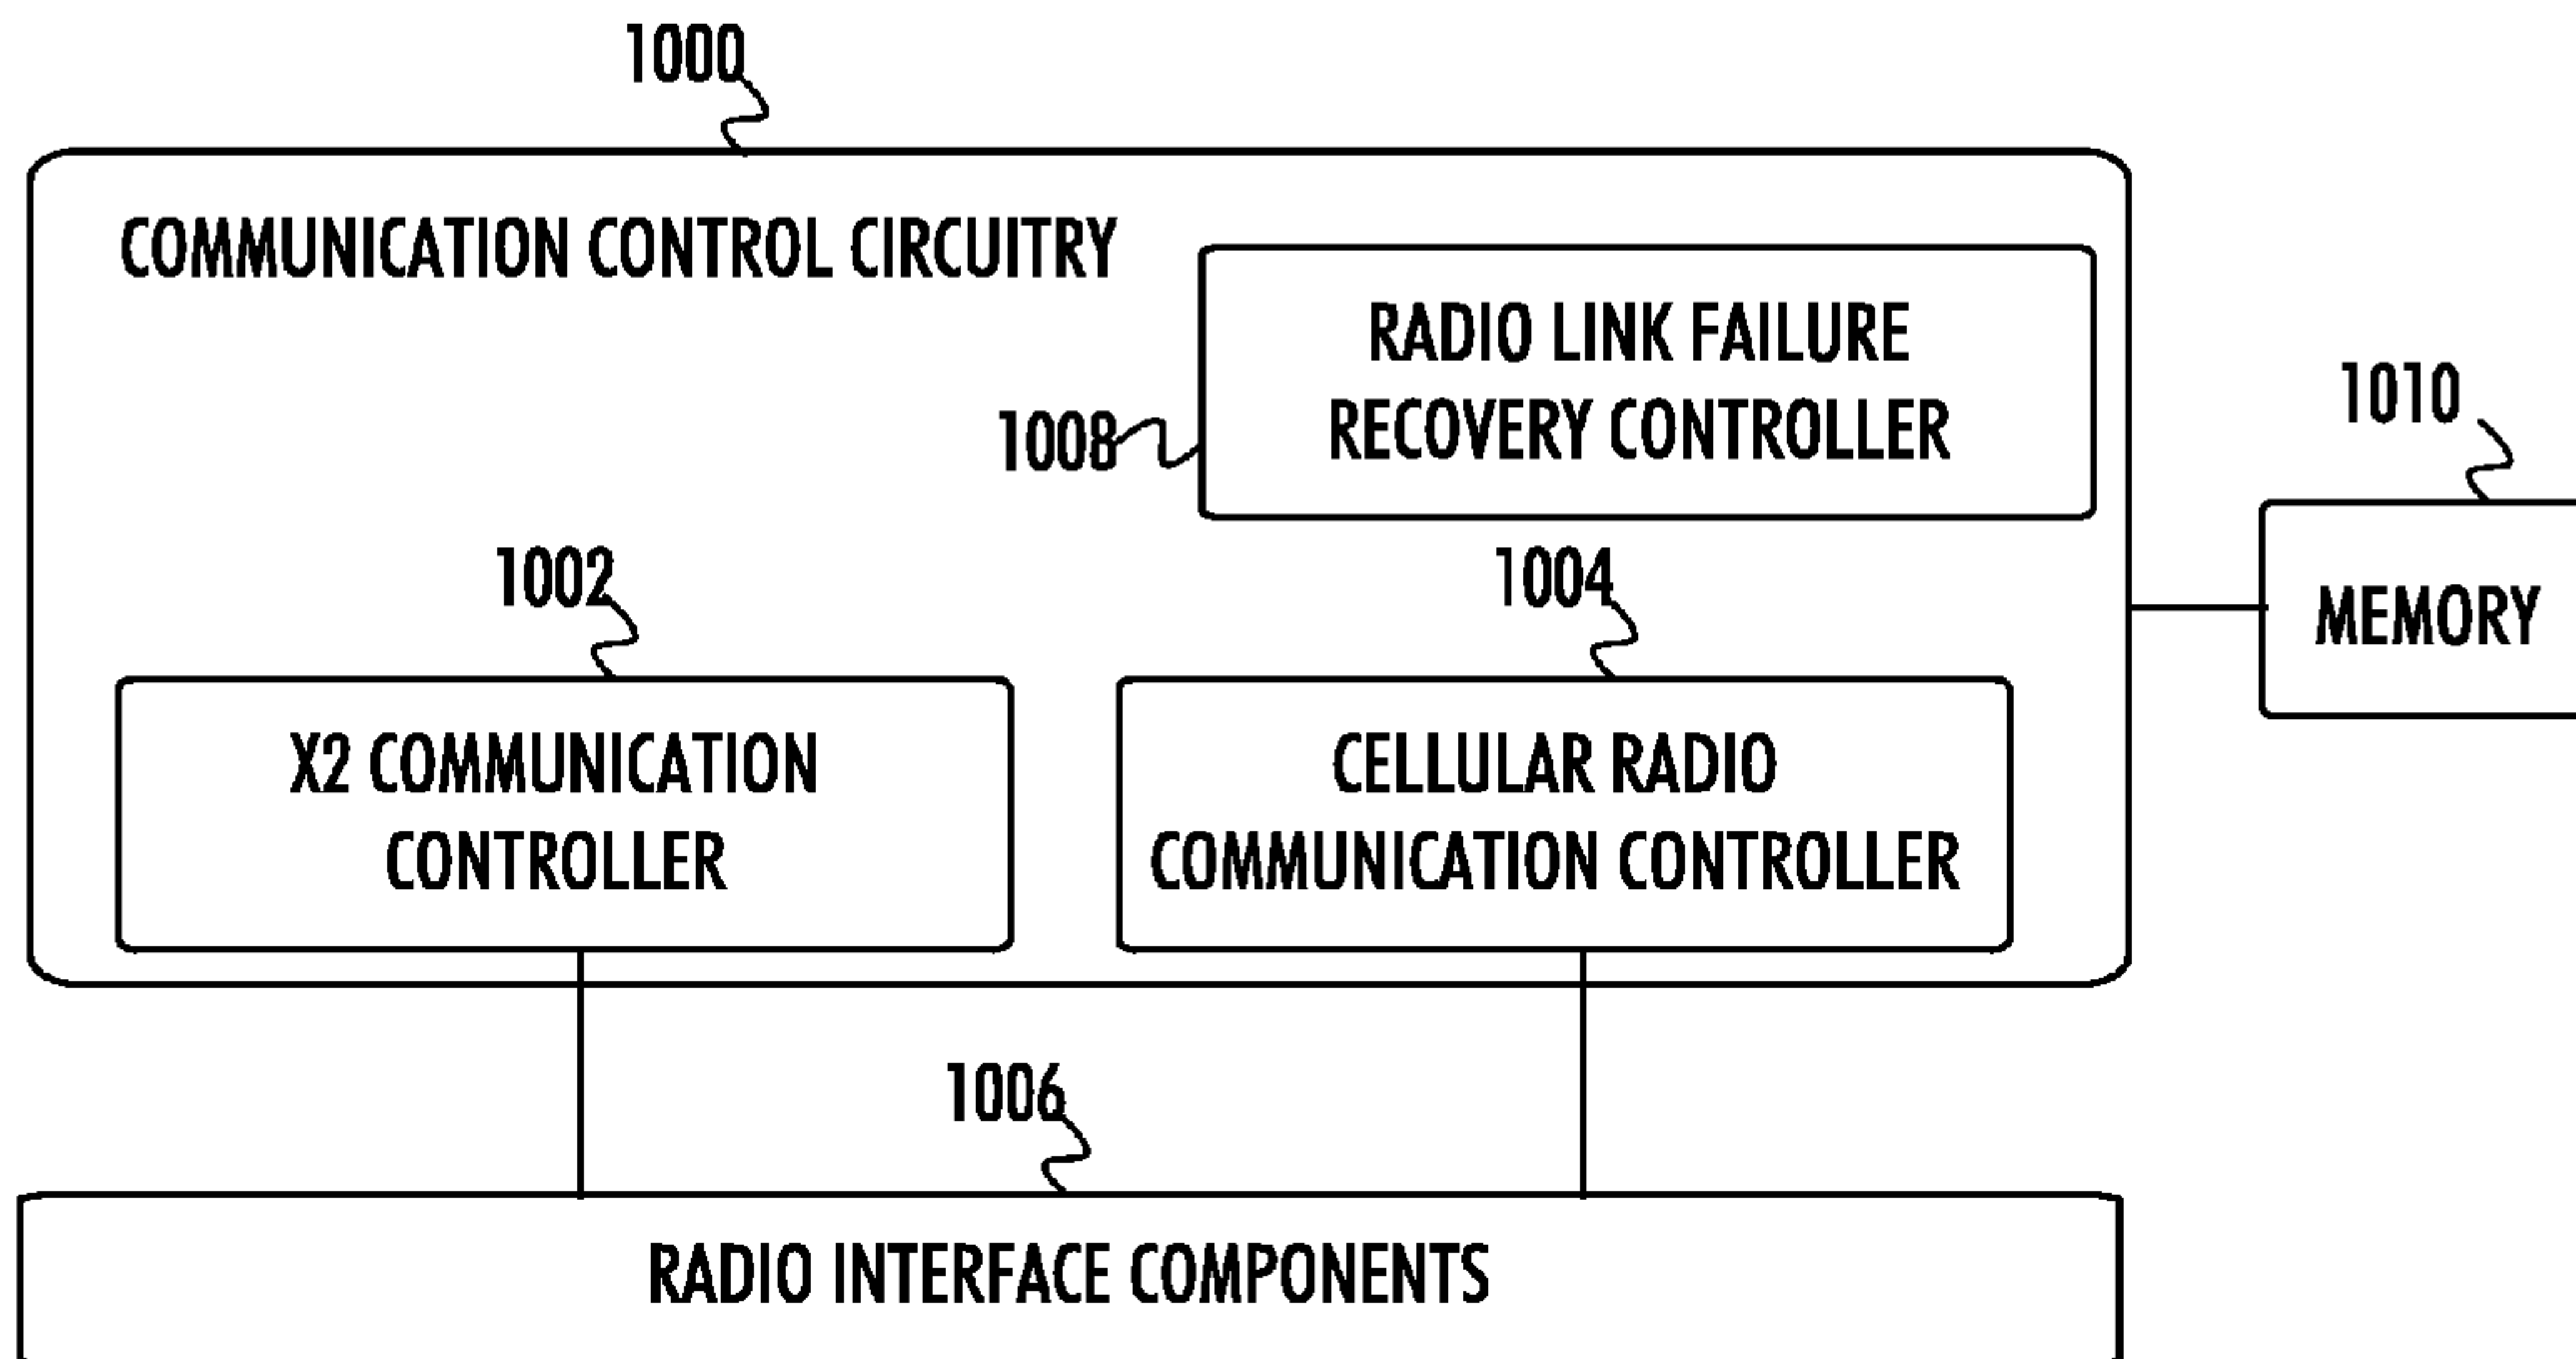 1000
COMMUNICATION CONTROL CIRCUITRY
RADIO LINK FAILURE
RECOVERY CONTROLLER
1008
1010
MEMORY
1002
1004
X2 COMMUNICATION
CONTROLLER
CELLULAR RADIO
COMMUNICATION CONTROLLER
1006
RADIO INTERFACE COMPONENTS